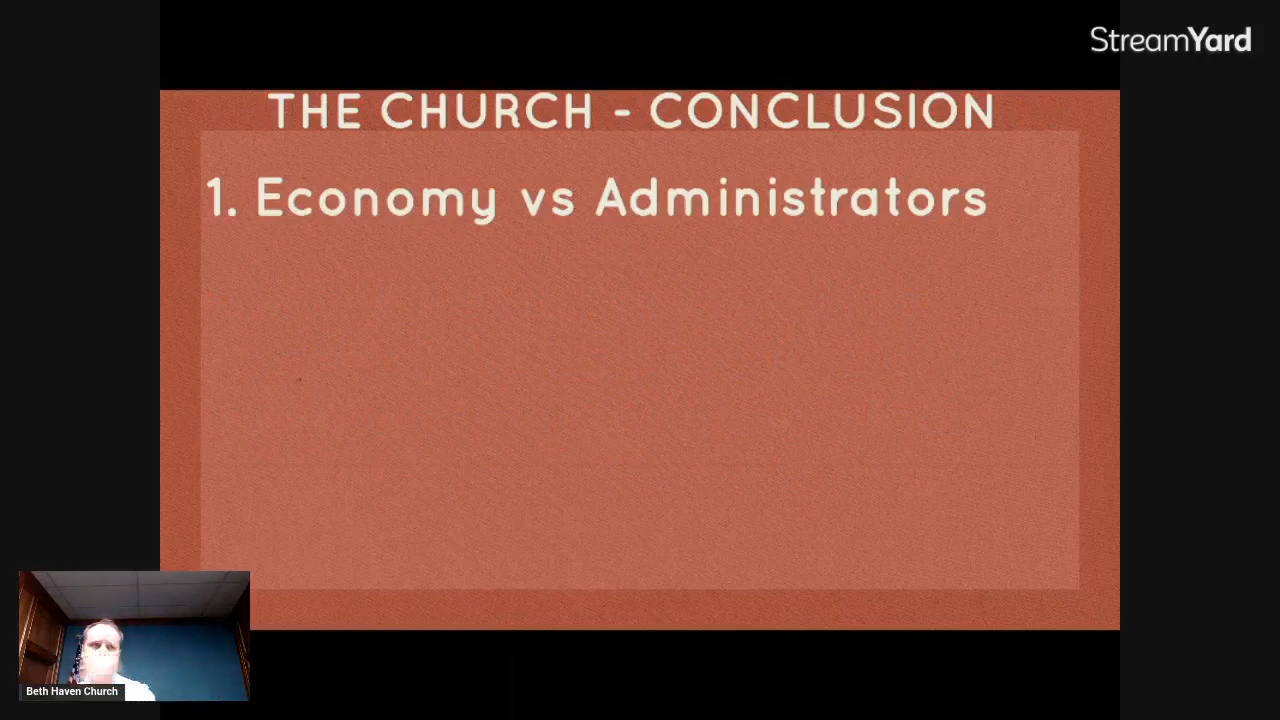 StreamYard
THE CHURCH - CONCLUSION
1. Economy vs Administrators
Beth Haven Church